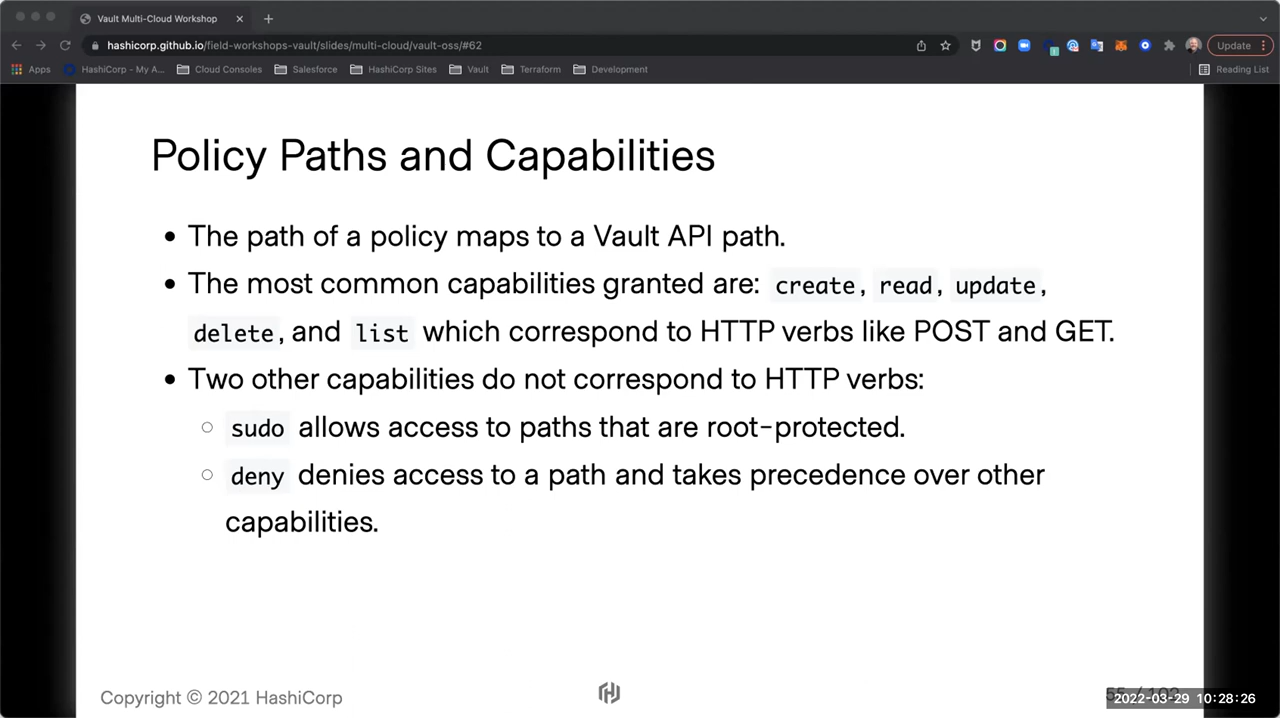 Vault Multi-Cloud Workshop
hashicorp.github.io/field-workshops-vault/slides/multi-cloud/vault-oss/#62
Update
Apps
HashiCorp - My A...
Cloud Consoles
Salesforce
HashiCorp Sites
Vault
Terraform
Development
Reading List
Policy Paths and Capabilities
• The path of a policy maps to a Vault API path.
• The most common capabilities granted are: create, read, update,
delete, and list which correspond to HTTP verbs like POST and GET.
• Two other capabilities do not correspond to HTTP verbs:
○ sudo allows access to paths that are root-protected.
○ deny denies access to a path and takes precedence over other
capabilities.
Copyright © 2021 HashiCorp
2022-03-29 10:28:26